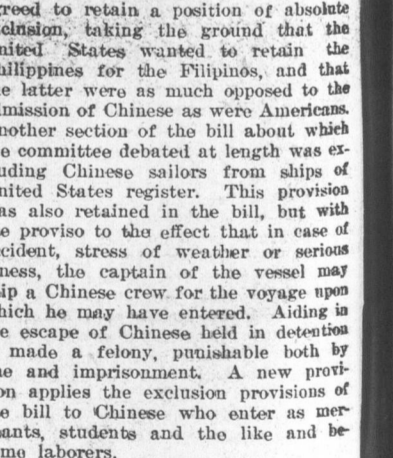 reed to retain a position of absolute
clusion, taking the ground that the
nited States wanted to retain the
hilippines for the Filipinos, and that
e latter were as much opposed to the
mission of Chinese as were Americans.
nother section of the bill about which
e committee debated at length was ex-
uding Chinese sailors from ships of
nited States register. This provision
as also retained in the bill, but with
e proviso to the effect that in case of
cident, stress of weather or serious
ness, the captain of the vessel may
ip a Chinese crew for the voyage upon
hich he may have entered. Aiding in
e escape of Chinese held in detention
made a felony, punishable both by
ne and imprisonment. A new provi-
on applies the exclusion provisions of
e bill to Chinese who enter as mer-
ants, students and the like and be-
me laborers.